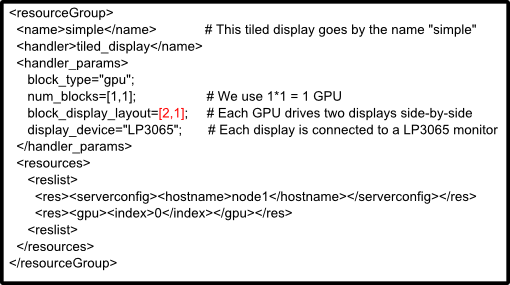 <resourceGroup>
<name>simple</name> # This tiled display goes by the name "simple"
<handler>tiled_display</name>
<handler_params>
block_type="gpu";
num_blocks=[1,1]; # We use 1*1 = 1 GPU
block_display_layout=[2,1]; # Each GPU drives two displays side-by-side
display_device="LP3065"; # Each display is connected to a LP3065 monitor
</handler_params>
<resources>
<reslist>
<res><serverconfig><hostname>node1</hostname></serverconfig></res>
<res><gpu><index>0</index></gpu></res>
<reslist>
</resources>
</resourceGroup>